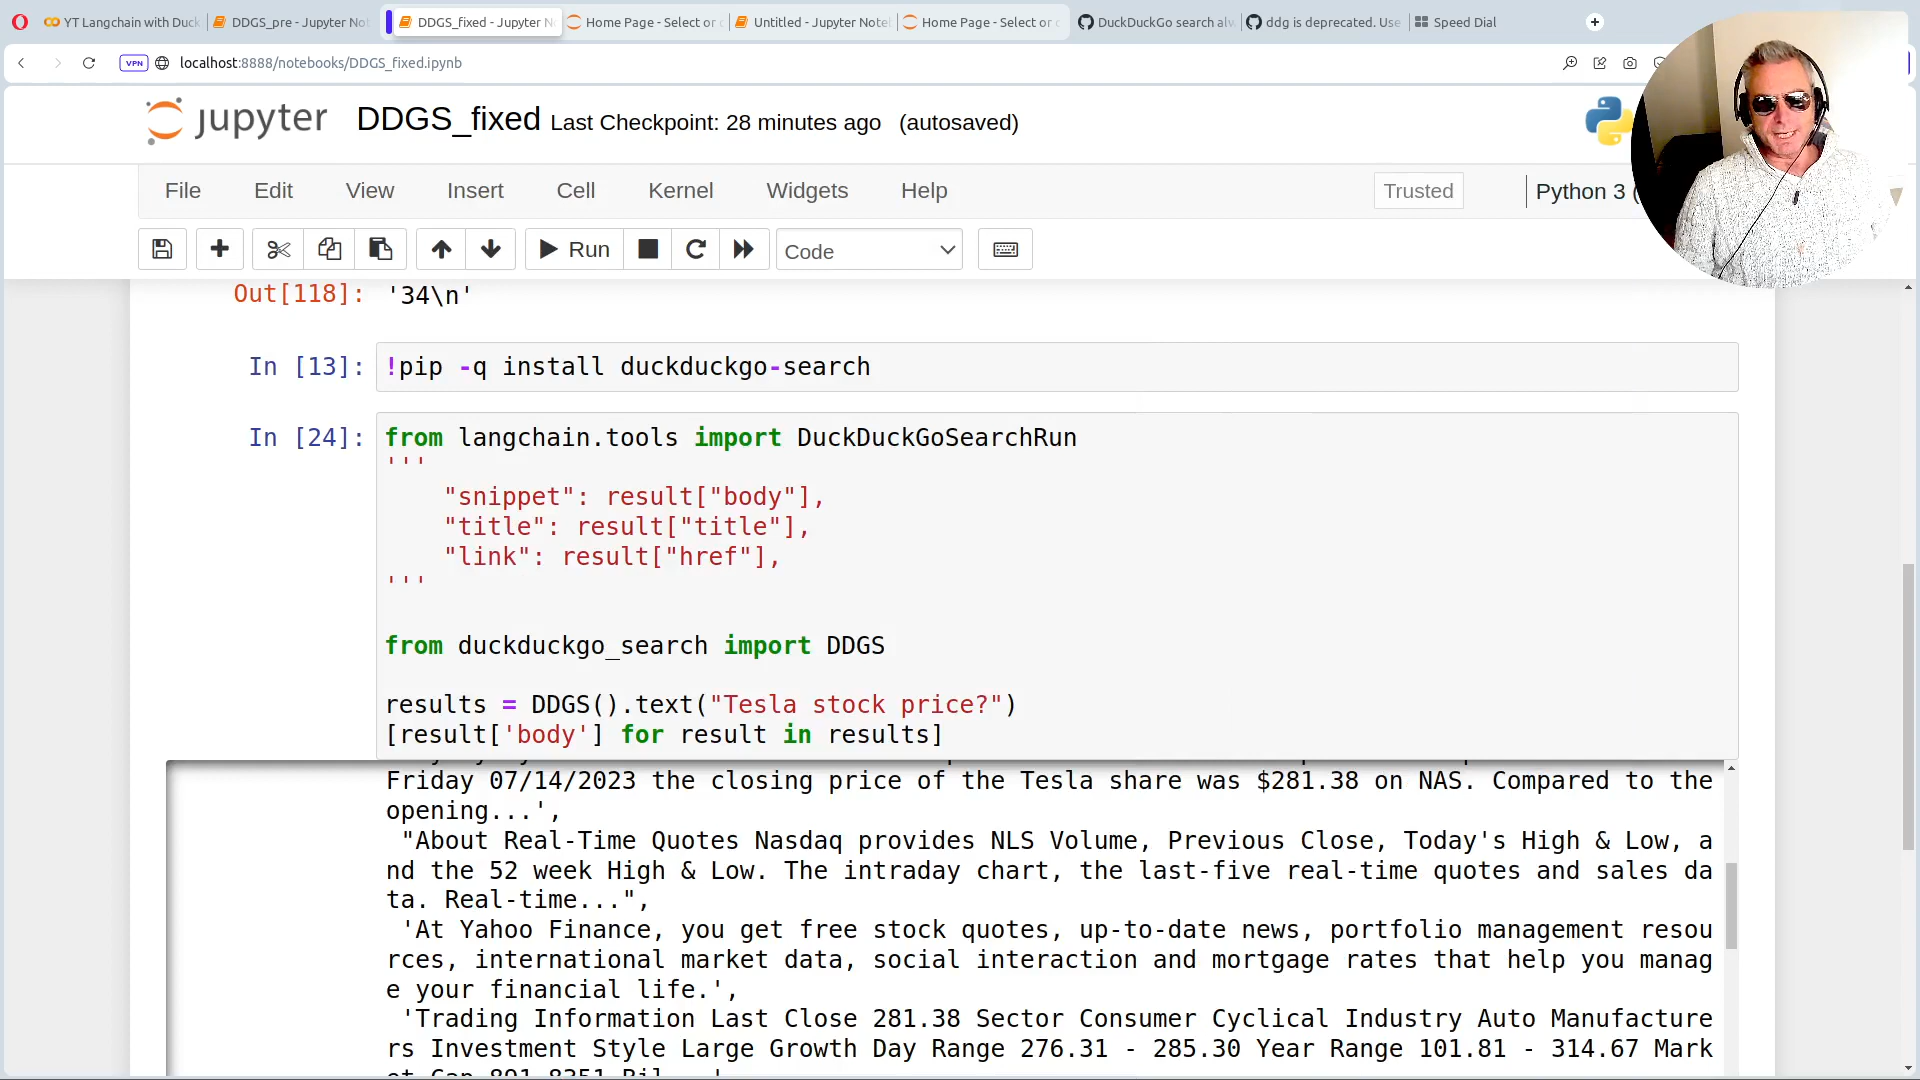 YT Langchain with Duck
DDGS_pre - Jupyter No
DDGS_fixed - Jupyter N
Home Page - Select or c
Untitled - Jupyter Note
Home Page - Select or c
DuckDuckGo search alw
ddg is deprecated. Use
Speed Dial
VPN
localhost:8888/notebooks/DDGS_fixed.ipynb
jupyter DDGS_fixed Last Checkpoint: 28 minutes ago (autosaved)
File Edit View Insert Cell Kernel Widgets Help
Trusted
Python 3 (
Run
Code
Out[118]: '34\n'
In [13]: !pip -q install duckduckgo-search
In [24]: from langchain.tools import DuckDuckGoSearchRun
'''
"snippet": result["body"],
"title": result["title"],
"link": result["href"],
'''
from duckduckgo_search import DDGS
results = DDGS().text("Tesla stock price?")
[result['body'] for result in results]
Friday 07/14/2023 the closing price of the Tesla share was $281.38 on NAS. Compared to the
opening...',
"About Real-Time Quotes Nasdaq provides NLS Volume, Previous Close, Today's High & Low, a
nd the 52 week High & Low. The intraday chart, the last-five real-time quotes and sales da
ta. Real-time...",
'At Yahoo Finance, you get free stock quotes, up-to-date news, portfolio management resou
rces, international market data, social interaction and mortgage rates that help you manag
e your financial life.',
'Trading Information Last Close 281.38 Sector Consumer Cyclical Industry Auto Manufacture
rs Investment Style Large Growth Day Range 276.31 - 285.30 Year Range 101.81 - 314.67 Mark